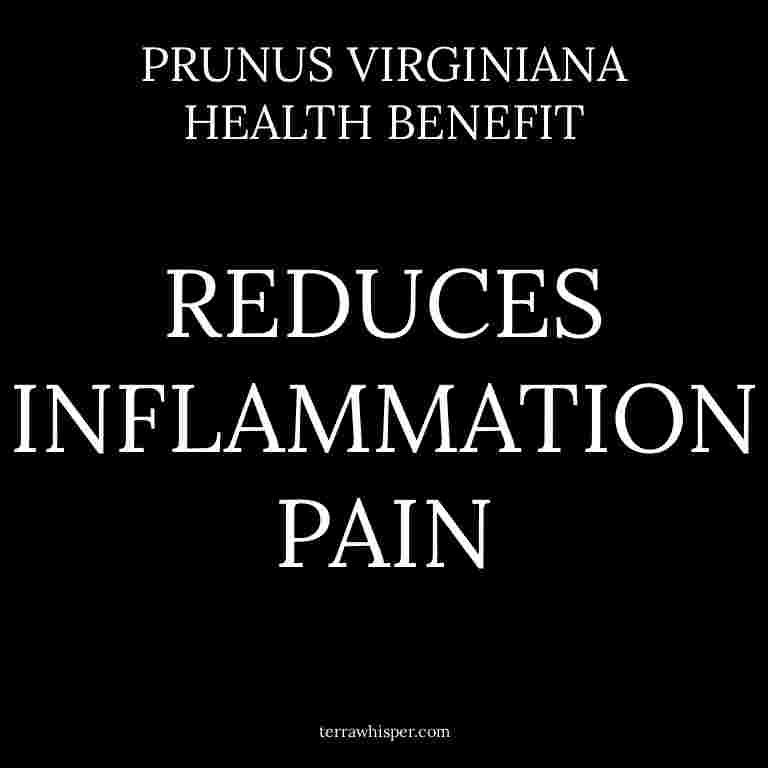 PRUNUS VIRGINIANA
HEALTH BENEFIT
REDUCES
INFLAMMATION
PAIN
terrawhisper.com